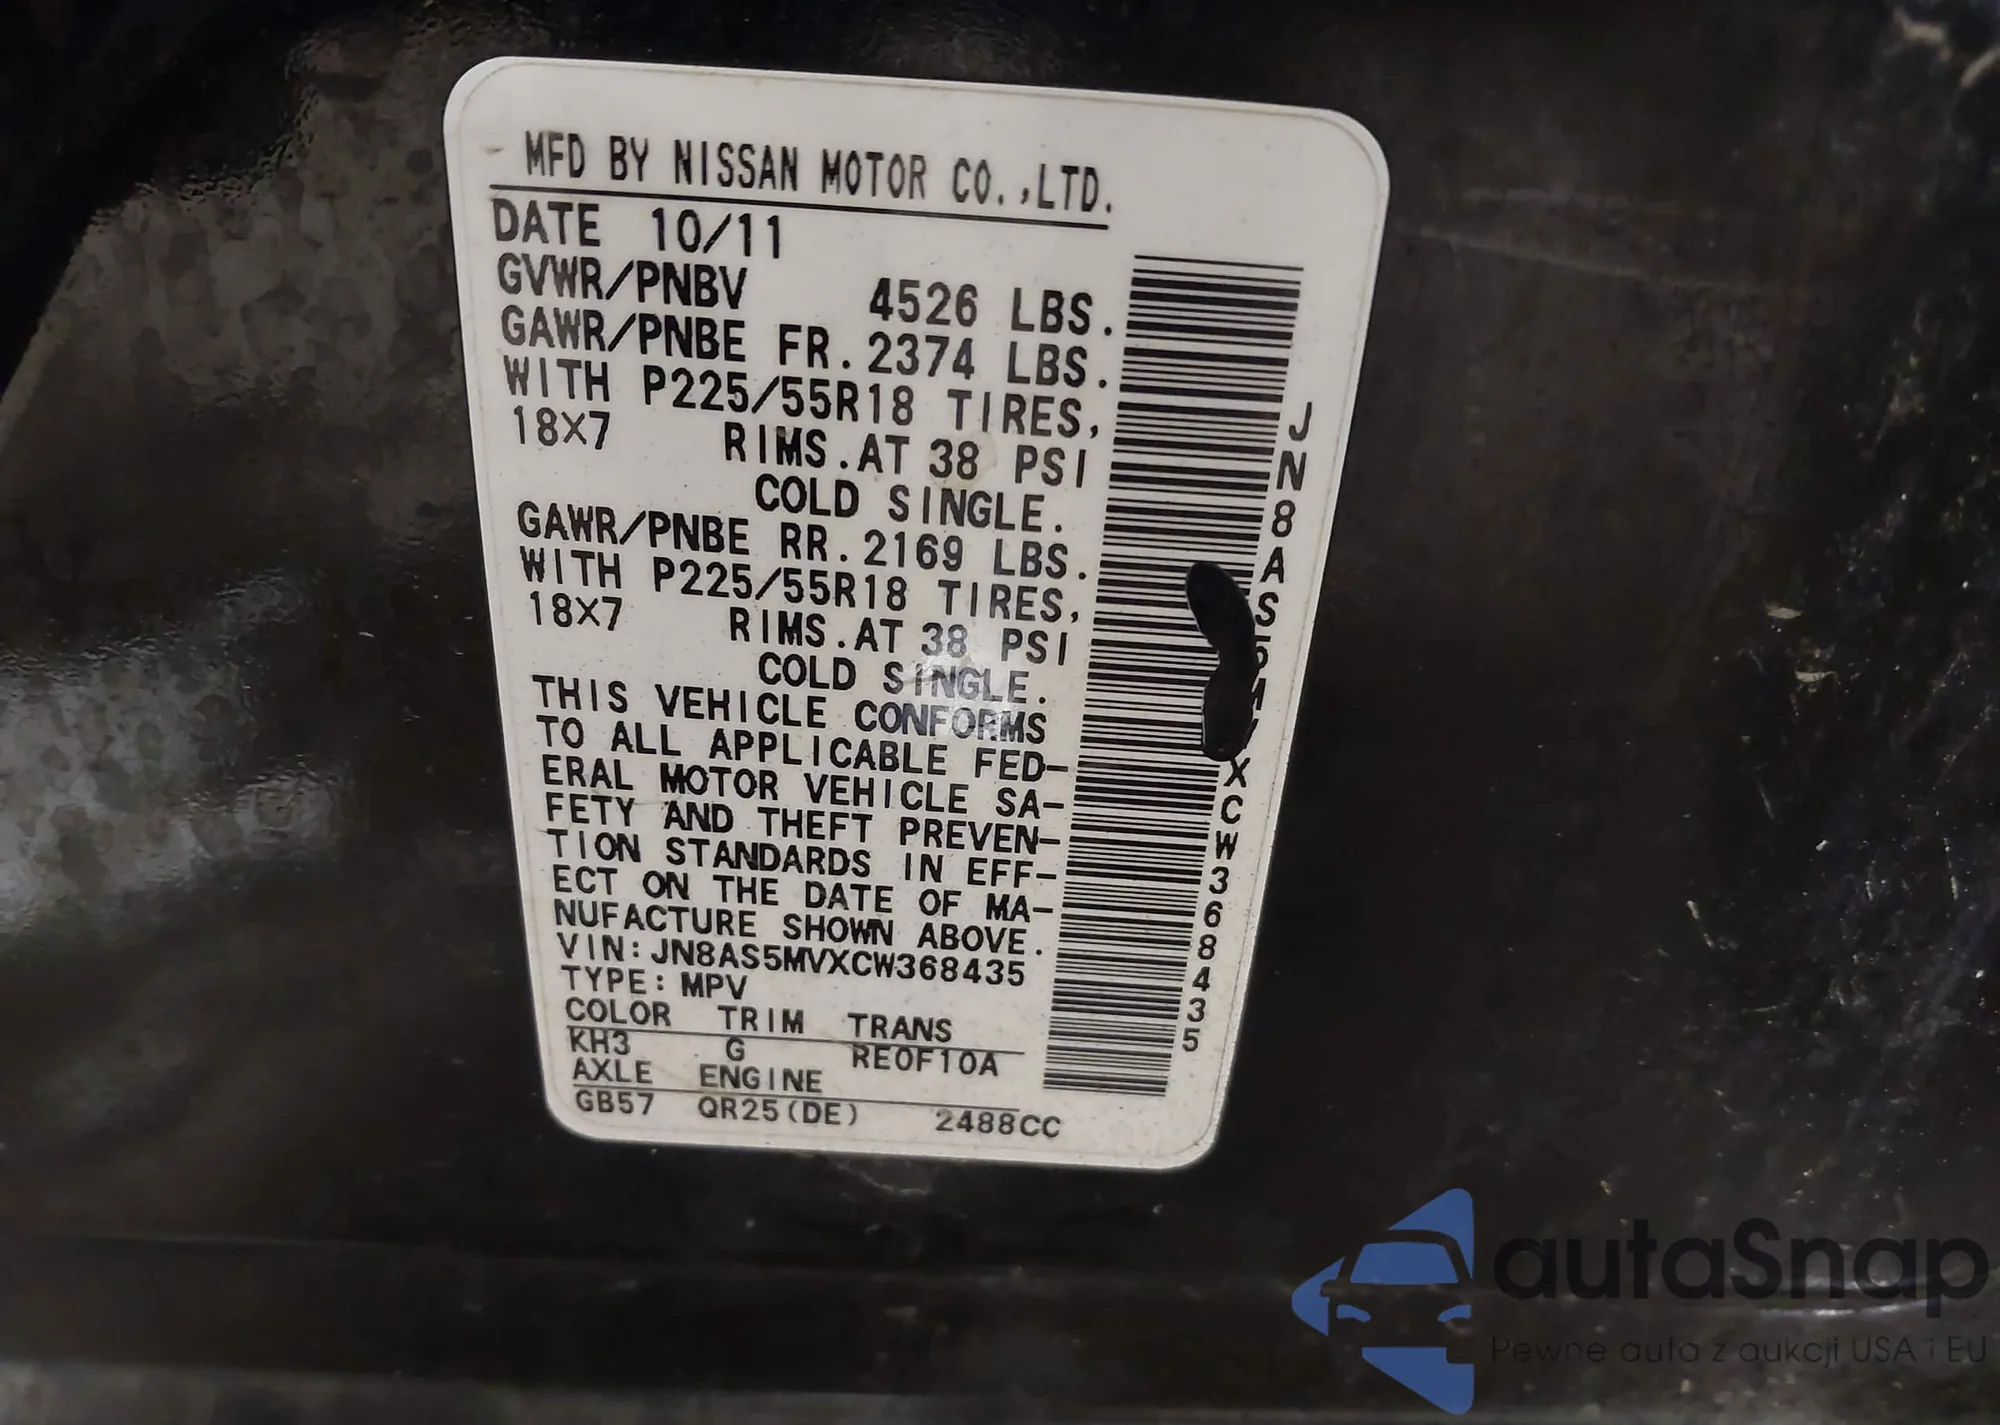 MFD BY NISSAN MOTOR CO.,LTD.
DATE 10/11
GVWR/PNBV 4526 LBS.
GAWR/PNBE FR.2374 LBS.
WITH P225/55R18 TIRES,
18X7 RIMS.AT 38 PSI
COLD SINGLE.
GAWR/PNBE RR.2169 LBS.
WITH P225/55R18 TIRES,
18X7 RIMS.AT 38 PSI
COLD SINGLE.
THIS VEHICLE CONFORMS
TO ALL APPLICABLE FED-
ERAL MOTOR VEHICLE SA-
FETY AND THEFT PREVEN-
TION STANDARDS IN EFF-
ECT ON THE DATE OF MA-
NUFACTURE SHOWN ABOVE.
VIN:JN8AS5MVXCW368435
TYPE:MPV
COLOR TRIM TRANS
KH3 G RE0F10A
AXLE ENGINE
GB57 QR25(DE) 2488CC
JN8AS5MVXCW368435
autaSnap
Pewne auta z aukcji USA i EU